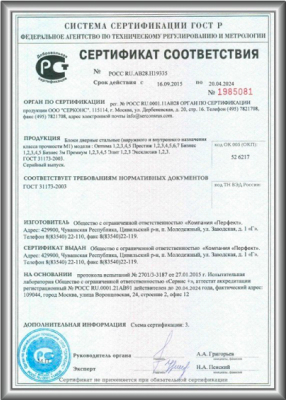 СИСТЕМА СЕРТИФИКАЦИИ ГОСТ Р
ФЕДЕРАЛЬНОЕ АГЕНТСТВО ПО ТЕХНИЧЕСКОМУ РЕГУЛИРОВАНИЮ И МЕТРОЛОГИИ
СЕРТИФИКАТ СООТВЕТСТВИЯ
№ РОСС RU.АВ28.Н19335
Срок действия с 18.09.2015 по 20.04.2024
№ 1985081
ОРГАН ПО СЕРТИФИКАЦИИ рег. № РОСС RU.0001.11АВ28 ОРГАН ПО СЕРТИФИКАЦИИ
продукции ООО "СЕРКОНС". 115114, г. Москва, ул. Дербеневская, д. 20, стр. 16. Телефон (495) 7821708,
факс (495) 7821708, адрес электронной почты info@sercons.ru
ПРОДУКЦИЯ Блоки дверные стальные (наружного и внутреннего назначения
класса прочности М1) модели: Оптима 1,2,3,4,5 Престиж 1,2,3,4,5,6,7 Бизнес
1,2,3,4,5 Бизнес 3м Премиум 1,2,3,4,5 Элит 1,2,3 Эксклюзив 1,2,3.
ГОСТ 31173-2003.
Серийный выпуск.
код ОК 005 (ОКП):
52 6217
СООТВЕТСТВУЕТ ТРЕБОВАНИЯМ НОРМАТИВНЫХ ДОКУМЕНТОВ
ГОСТ 31173-2003
код ТН ВЭД России:
ИЗГОТОВИТЕЛЬ Общество с ограниченной ответственностью «Компания «Перфект».
Адрес: 429900, Чувашская Республика, Цивильский р-н, п. Молодежный, ул. Заводская, д. 1 «Г».
Телефон 8(8340)22-110, факс 8(83540)22-119.
СЕРТИФИКАТ ВЫДАН Общество с ограниченной ответственностью «Компания «Перфект».
Адрес: 429900, Чувашская Республика, Цивильский р-н, п. Молодежный, ул. Заводская, д. 1 «Г».
Телефон 8(83540)22-110, факс 8(83540)22-119.
НА ОСНОВАНИИ протокола испытаний № 2701/3-3187 от 27.01.2015 г. Испытательная
лаборатория Общество с ограниченной ответственностью «Сервис +», аттестат аккредитации
регистрационный № РОСС RU.0001.21АВ91 действителен до 26.04.2024 года, фактический адрес:
109044, город Москва, улица Воронцовская, 24, строение 2, офис 12
ДОПОЛНИТЕЛЬНАЯ ИНФОРМАЦИЯ Схема сертификации: 3.
Руководитель органа
А.А. Григорьев
Эксперт
Сертификат не применяется при обязательной сертификации